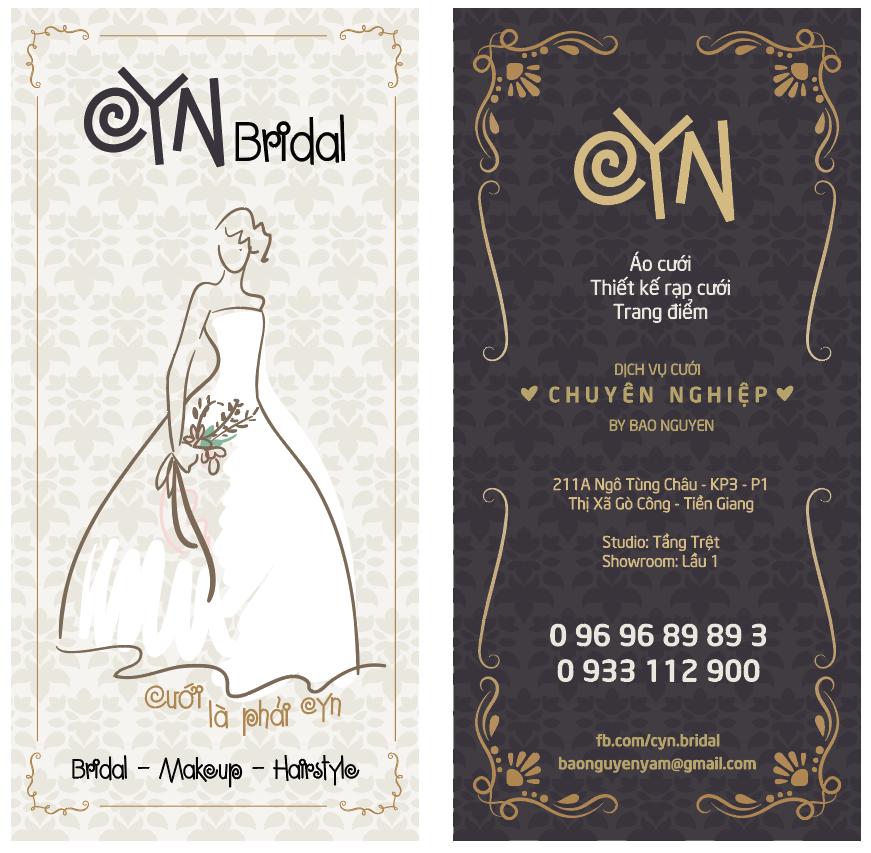 CYN Bridal
cưới
là phải cyn
Bridal - Makeup - Hairstyle
CYN
Áo cưới
Thiết kế rạp cưới
Trang điểm
DỊCH VỤ CƯỚI
CHUYÊN NGHIỆP
BY BAO NGUYEN
211A Ngô Tùng Châu - KP3 - P1
Thị Xã Gò Công - Tiền Giang
Studio: Tầng Trệt
Showroom: Lầu 1
0 96 96 89 89 3
0 933 112 900
fb.com/cyn.bridal
baonguyenyam@gmail.com